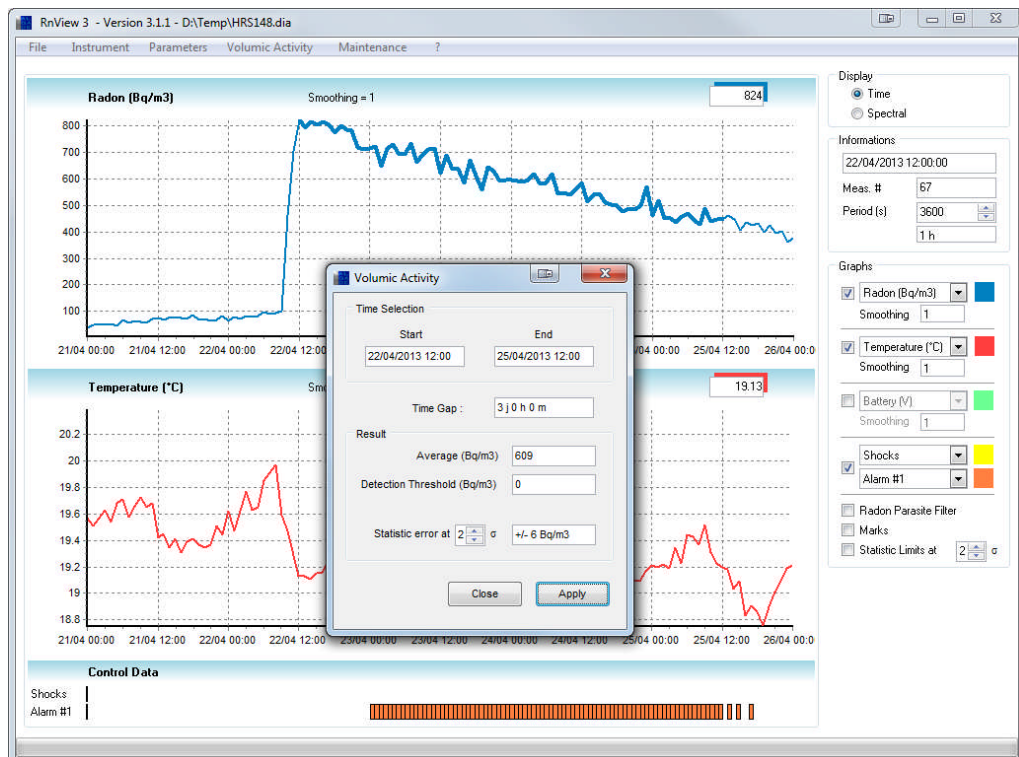 RnView 3 - Version 3.1.1 - D:\Temp\HRS148.dia
File Instrument Parameters Volumic Activity Maintenance ?
Radon (Bq/m3) Smoothing = 1 824
800
700
600
500
400
300
200
100
21/04 00:00 21/04 12:00 22/04 00:00 22/04 12:00 25/04 12:00 26/04 00:0
Temperature (°C) 19.13
20.2
20
19.8
19.6
19.4
19.2
19
18.8
21/04 00:00 21/04 12:00 22/04 00:00 22/04 12:00 23/04 00:00 23/04 12:00 24/04 00:00 24/04 12:00 25/04 00:00 25/04 12:00 26/04 00:0
Control Data
Shocks
Alarm #1
Volumic Activity
Time Selection
Start End
22/04/2013 12:00 25/04/2013 12:00
Time Gap : 3 j 0 h 0 m
Result
Average (Bq/m3) 609
Detection Threshold (Bq/m3) 0
Statistic error at 2 σ +/- 6 Bq/m3
Close Apply
Display
Time
Spectral
Informations
22/04/2013 12:00:00
Meas. # 67
Period (s) 3600
1 h
Graphs
Radon (Bq/m3)
Smoothing 1
Temperature (°C)
Smoothing 1
Battery (V)
Smoothing 1
Shocks
Alarm #1
Radon Parasite Filter
Marks
Statistic Limits at 2 σ